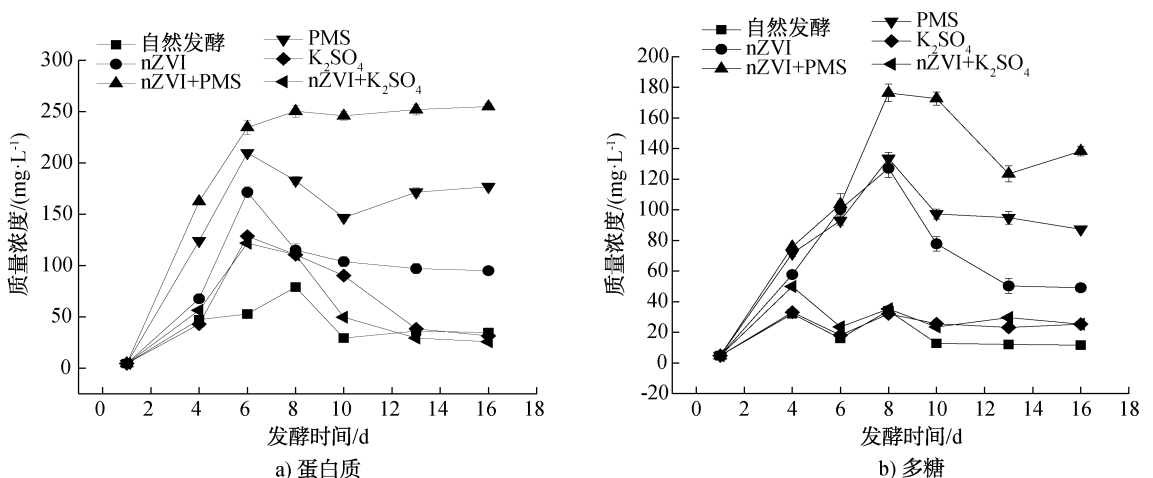 自然发酵
nZVI
nZVI+PMS
PMS
K₂SO₄
nZVI+K₂SO₄
300
250
200
150
100
50
0
质量浓度/(mg·L⁻¹)
0 2 4 6 8 10 12 14 16 18
发酵时间/d
a) 蛋白质
自然发酵
nZVI
nZVI+PMS
PMS
K₂SO₄
nZVI+K₂SO₄
200
180
160
140
120
100
80
60
40
20
0
-20
质量浓度/(mg·L⁻¹)
0 2 4 6 8 10 12 14 16 18
发酵时间/d
b) 多糖